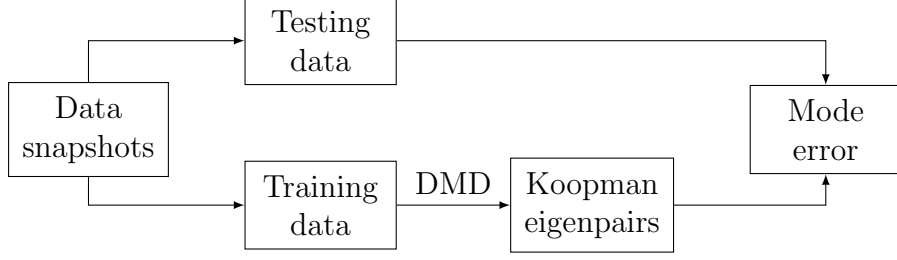 Testing
data
Data
snapshots
Mode
error
Training
data
DMD
Koopman
eigenpairs